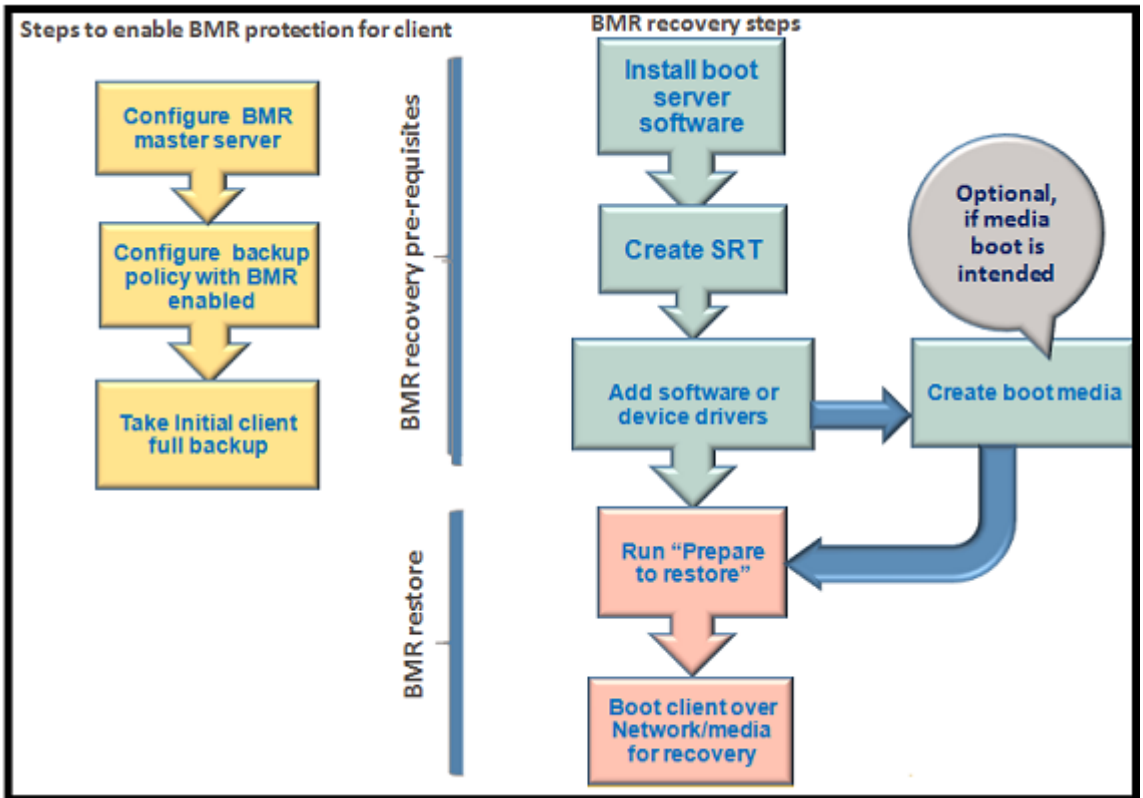 Steps to enable BMR protection for client
Configure BMR
master server
Configure backup
policy with BMR
enabled
Take Initial client
full backup
BMR recovery pre-requisites
BMR restore
BMR recovery steps
Install boot
server
software
Create SRT
Add software or
device drivers
Optional,
if media
boot is
intended
Create boot media
Run “Prepare
to restore”
Boot client over
Network/media
for recovery